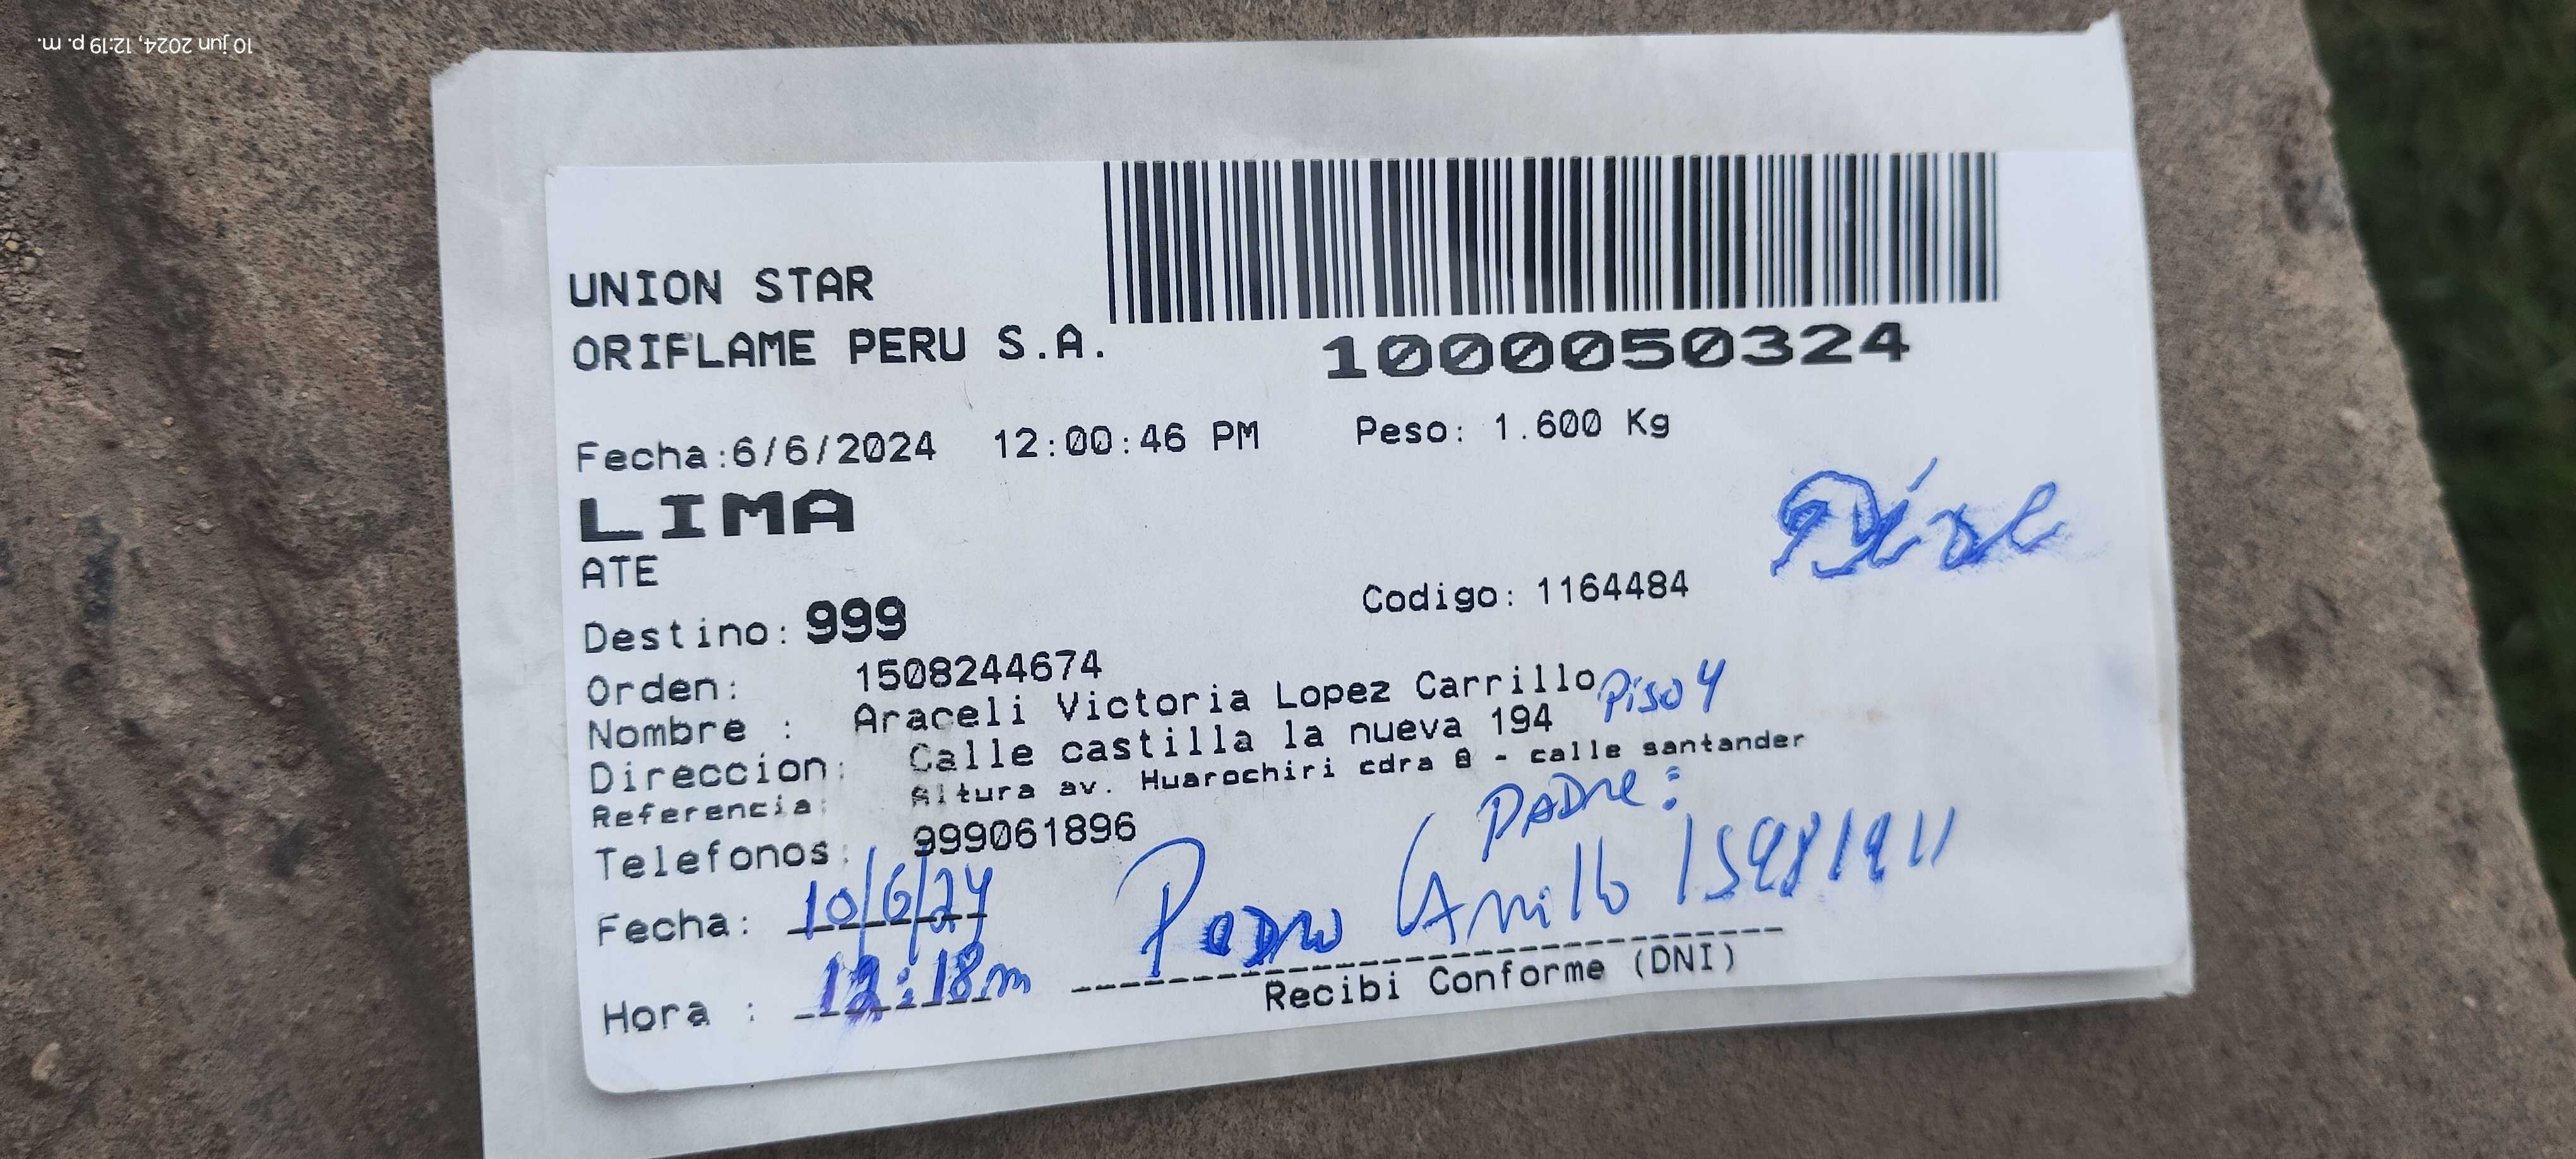 10 jun 2024, 12:19 p. m.
UNION STAR
ORIFLAME PERU S.A.
1000050324
Fecha:6/6/2024 12:00:46 PM Peso: 1.600 Kg
LIMA
ATE
Destino: 999 Codigo: 1164484
Orden: 1508244674
Nombre : Araceli Victoria Lopez Carrillo Piso 4
Direccion: Calle castilla la nueva 194
Referencia: Altura av. Huarochiri cdra 8 - calle santander
Telefonos: 999061896
PADre:
Fecha: 10/6/24 Pedro Carrillo 15981911
Hora : 12:18m
Recibi Conforme (DNI)